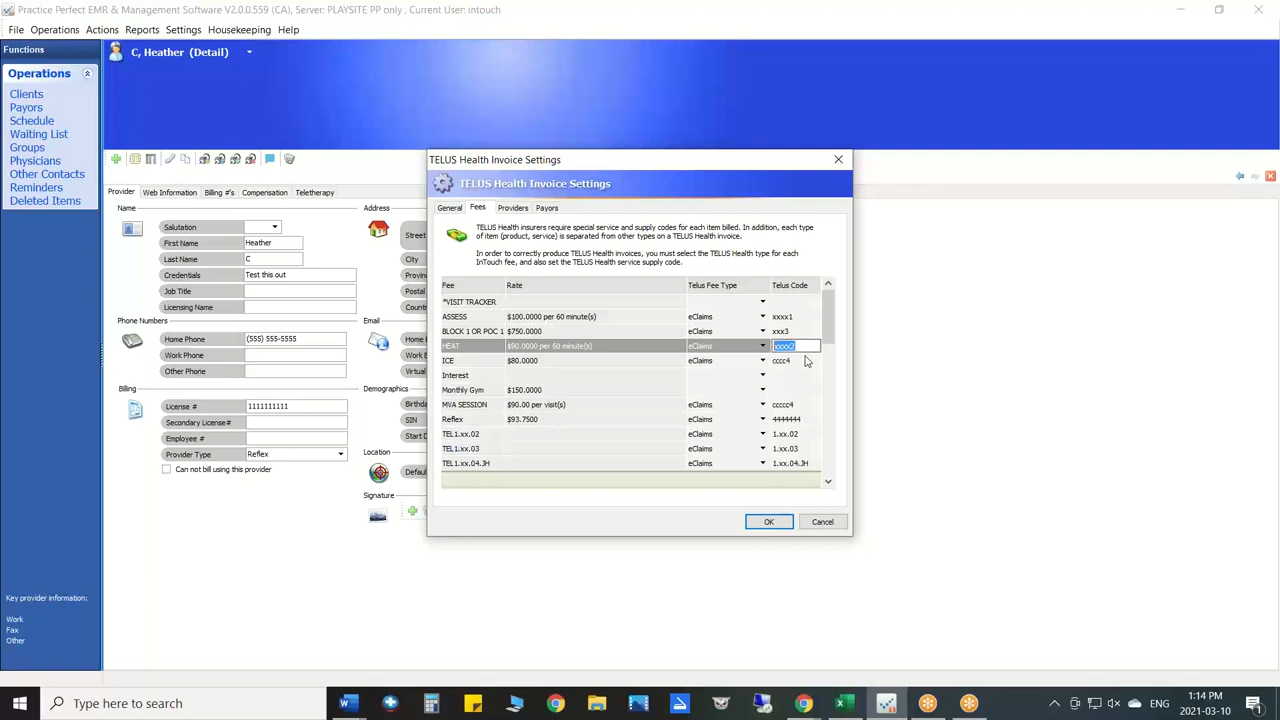 Practice Perfect EMR & Management Software V2.0.0.559 (CA), Server: PLAYSITE PP only , Current User: intouch
File Operations Actions Reports Settings Housekeeping Help
Functions
C, Heather (Detail)
Operations
Clients
Payors
Schedule
Waiting List
Groups
Physicians
Other Contacts
Reminders
Deleted Items
Key provider information:
Work
Fax
Other
Provider Web Information Billing #'s Compensation Teletherapy
Name
Salutation
First Name Heather
Last Name C
Credentials Test this out
Job Title
Licensing Name
Phone Numbers
Home Phone (555) 555-5555
Work Phone
Other Phone
Billing
License # 1111111111
Secondary License#
Employee #
Provider Type Reflex
Can not bill using this provider
Address
Street
City
Postal
Email
Demographics
SIN
Location
Signature
TELUS Health Invoice Settings
TELUS Health Invoice Settings
General Fees Providers Payors
TELUS Health insurers require special service and supply codes for each item billed. In addition, each type
of item (product, service) is separated from other types on a TELUS Health invoice.
In order to correctly produce TELUS Health invoices, you must select the TELUS Health type for each
InTouch fee, and also set the TELUS Health service supply code.
Fee Rate Telus Fee Type Telus Code
*VISIT TRACKER
ASSESS $100.0000 per 60 minute(s) eClaims xxxx1
BLOCK 1 OR POC 1 $750.0000 eClaims xxx3
HEAT $90.0000 per 60 minute(s) eClaims xxxx2
ICE $80.0000 eClaims cccc4
Interest
Monthly Gym $150.0000
MVA SESSION $90.00 per visit(s) eClaims ccccc4
Reflex $93.7500 eClaims 4444444
TEL1.xx.02 eClaims 1.xx.02
TEL1.xx.03 eClaims 1.xx.03
TEL1.xx.04.JH eClaims 1.xx.04.JH
OK Cancel
Type here to search
ENG
1:14 PM
2021-03-10